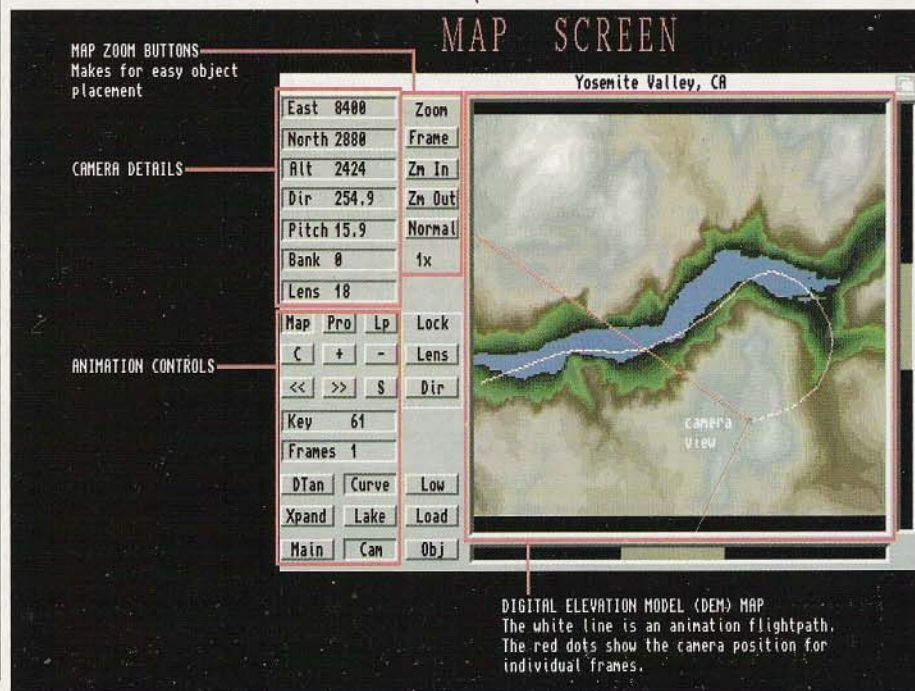 MAP SCREEN
MAP ZOOM BUTTONS
Makes for easy object
placement
CAMERA DETAILS
ANIMATION CONTROLS
Yosemite Valley, CA
East 8400
North 2880
Alt 2424
Dir 254.9
Pitch 15.9
Bank 0
Lens 18
Zoom
Frame
Zm In
Zm Out
Normal
1x
Map Pro Lp Lock
C + - Lens
<< >> S Dir
Key 61
Frames 1
DTan Curve Low
Xpand Lake Load
Main Cam Obj
camera
view
DIGITAL ELEVATION MODEL (DEM) MAP
The white line is an animation flightpath.
The red dots show the camera position for
individual frames.